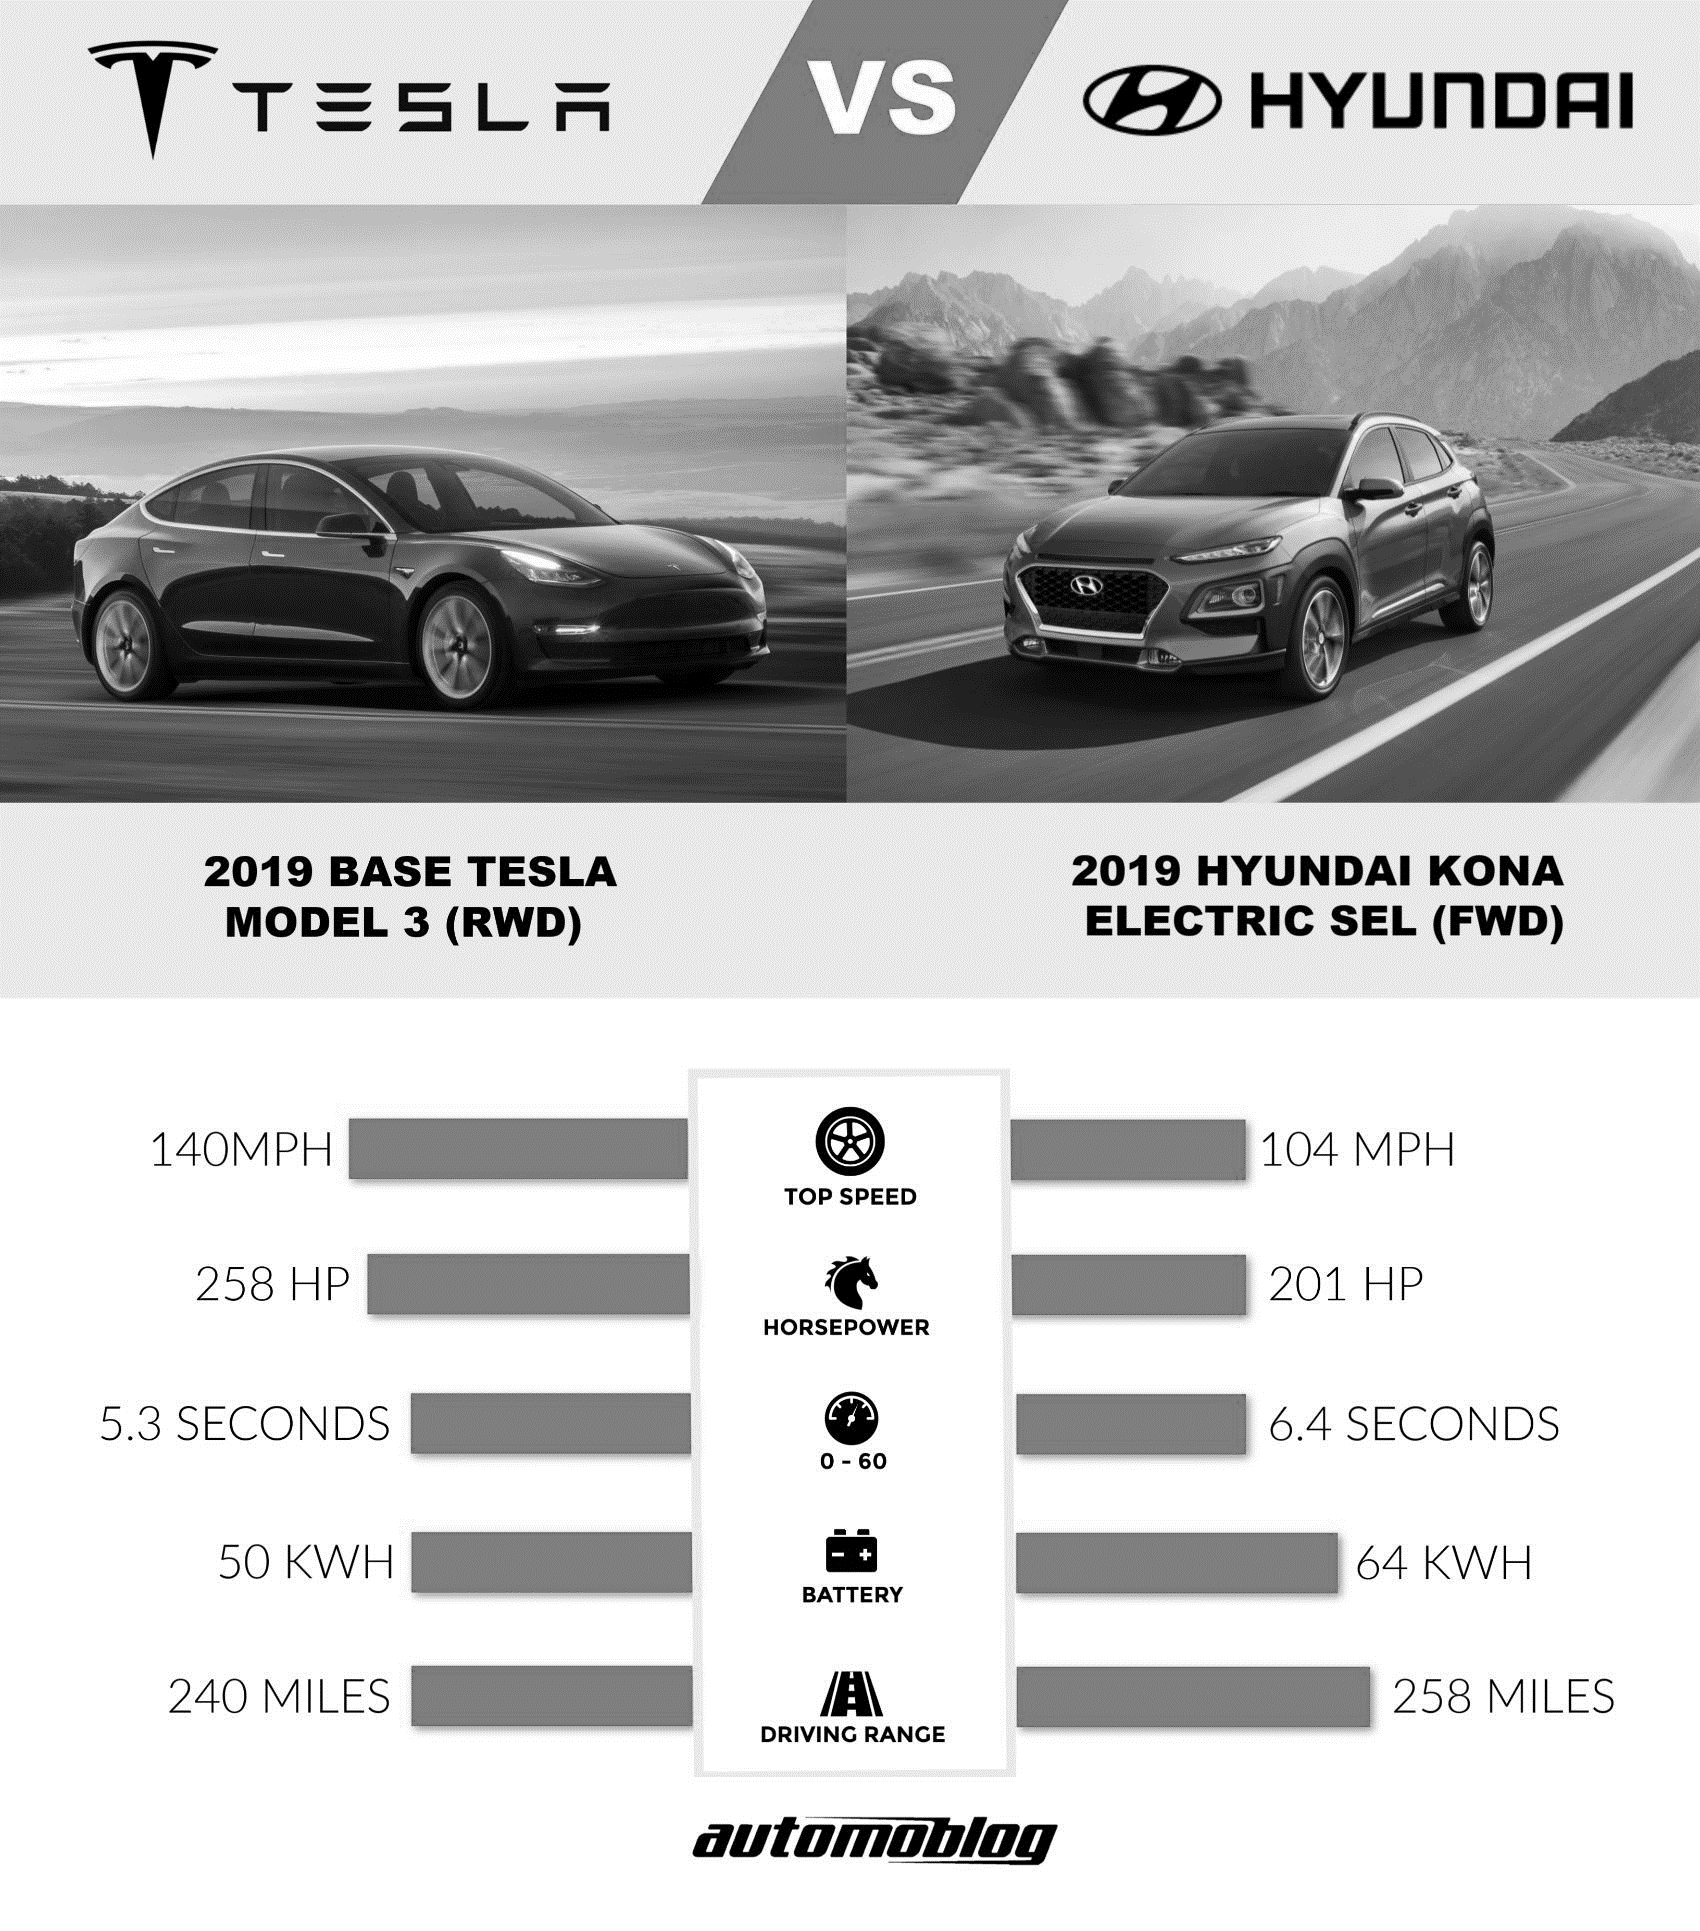 TESLA VS HYUNDAI
2019 BASE TESLA
MODEL 3 (RWD)
2019 HYUNDAI KONA
ELECTRIC SEL (FWD)
140MPH
TOP SPEED
104 MPH
258 HP
HORSEPOWER
201 HP
5.3 SECONDS
0 - 60
6.4 SECONDS
50 KWH
BATTERY
64 KWH
240 MILES
DRIVING RANGE
258 MILES
automoblog